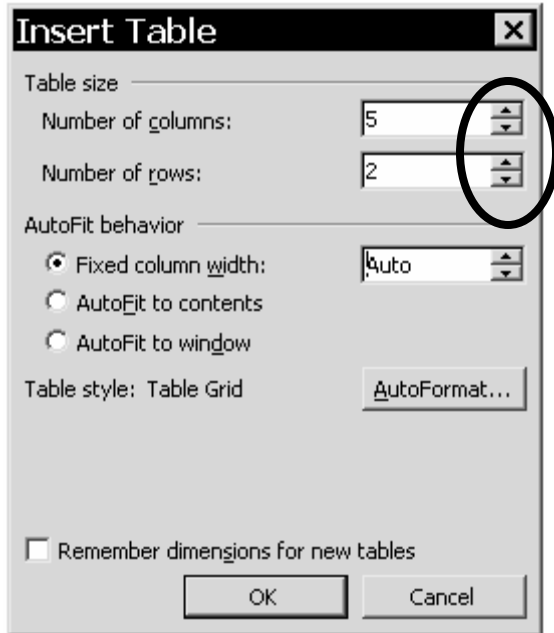 Insert Table
Table size
Number of columns: 5
Number of rows: 2
AutoFit behavior
Fixed column width: Auto
AutoFit to contents
AutoFit to window
Table style: Table Grid AutoFormat...
Remember dimensions for new tables
OK Cancel